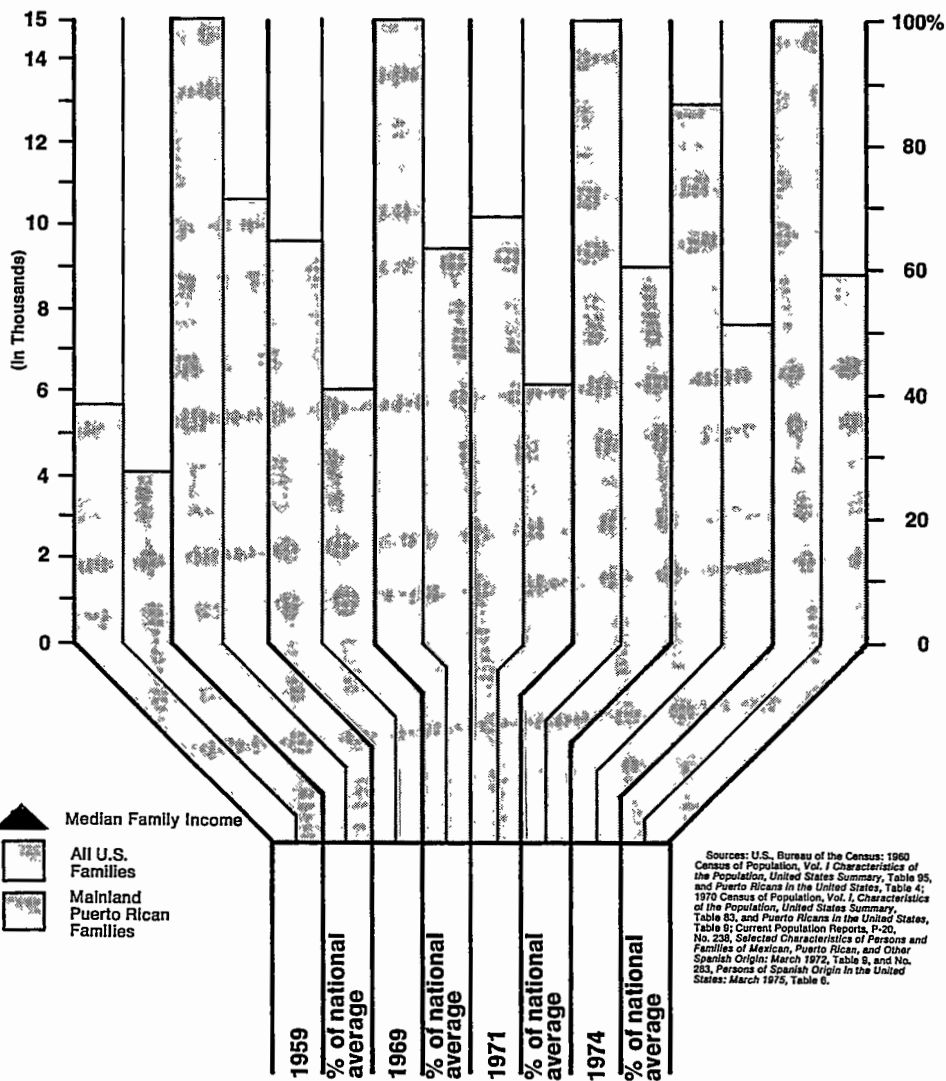 15
14
12
10
8
6
4
2
0
(In Thousands)
100%
80
60
40
20
0
Median Family Income
All U.S.
Families
Mainland
Puerto Rican
Families
1959
% of national
average
1969
% of national
average
1971
% of national
average
1974
% of national
average
Sources: U.S., Bureau of the Census: 1960
Census of Population, Vol. I Characteristics of
the Population, United States Summary, Table 95,
and Puerto Ricans in the United States, Table 4;
1970 Census of Population, Vol. I, Characteristics
of the Population, United States Summary,
Table 83, and Puerto Ricans in the United States,
Table 9; Current Population Reports, P-20,
No. 238, Selected Characteristics of Persons and
Families of Mexican, Puerto Rican, and Other
Spanish Origin: March 1972, Table 9, and No.
283, Persons of Spanish Origin in the United
States: March 1975, Table 6.